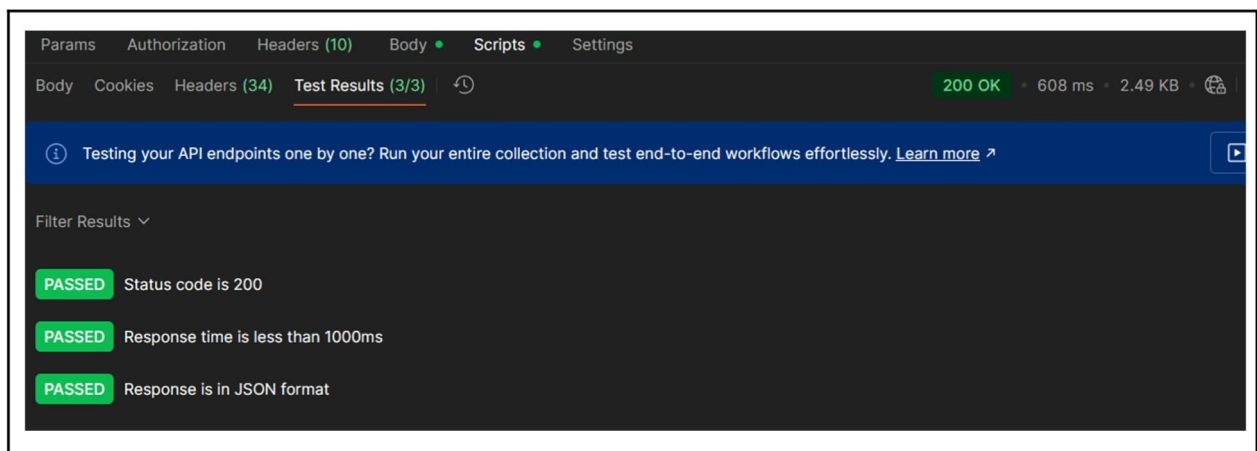 Params Authorization Headers (10) Body Scripts Settings
Body Cookies Headers (34) Test Results (3/3) 200 OK 608 ms 2.49 KB
Testing your API endpoints one by one? Run your entire collection and test end-to-end workflows effortlessly. Learn more ↗
Filter Results
PASSED Status code is 200
PASSED Response time is less than 1000ms
PASSED Response is in JSON format